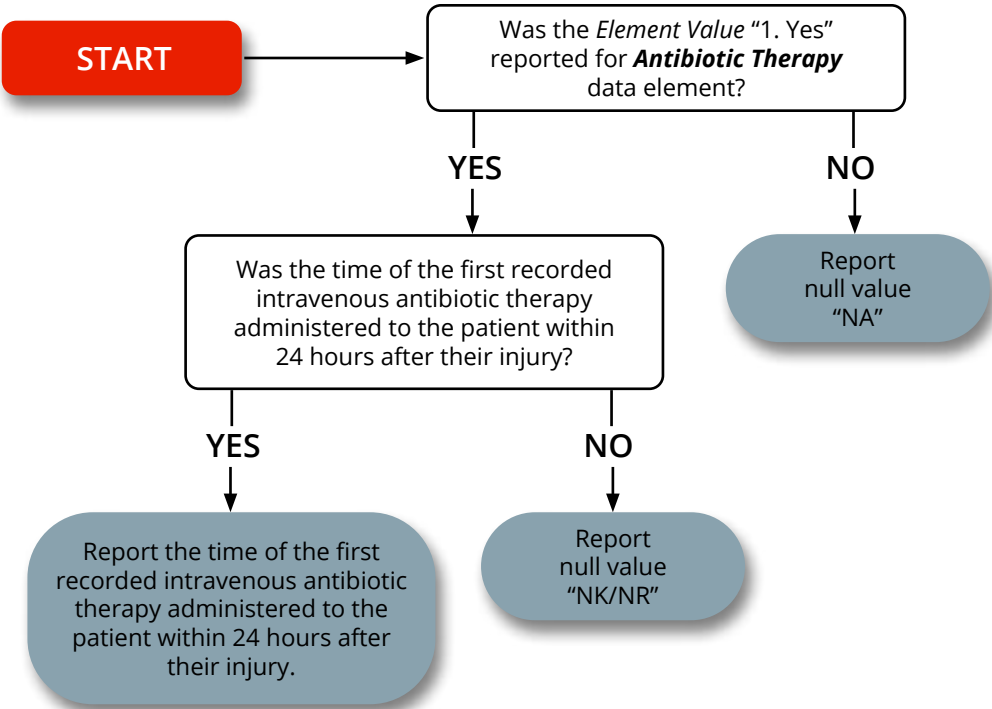 START
Was the Element Value “1. Yes”
reported for Antibiotic Therapy
data element?
YES
NO
Was the time of the first recorded
intravenous antibiotic therapy
administered to the patient within
24 hours after their injury?
Report
null value
“NA”
YES
NO
Report the time of the first
recorded intravenous antibiotic
therapy administered to the
patient within 24 hours after
their injury.
Report
null value
“NK/NR”